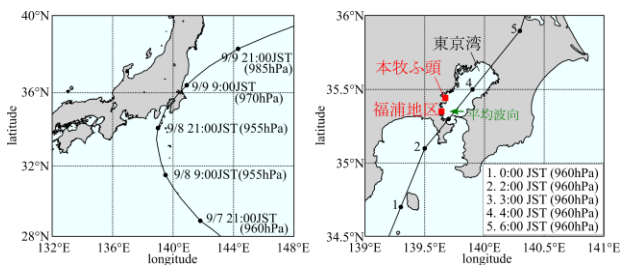 40°N
36°N
32°N
28°N
latitude
132°E
136°E
140°E
144°E
148°E
longitude
9/9 21:00JST
(985hPa)
9/9 9:00JST
(970hPa)
9/8 21:00JST (955hPa)
9/8 9:00JST(955hPa)
9/7 21:00JST
(960hPa)
36°N
35.5°N
35°N
34.5°N
latitude
139°E
139.5°E
140°E
140.5°E
141°E
longitude
東京湾
本牧ふ頭
福浦地区
平均波向
5
4
2
1
1. 0:00 JST (960hPa)
2. 2:00 JST (960hPa)
3. 3:00 JST (960hPa)
4. 4:00 JST (960hPa)
5. 6:00 JST (960hPa)